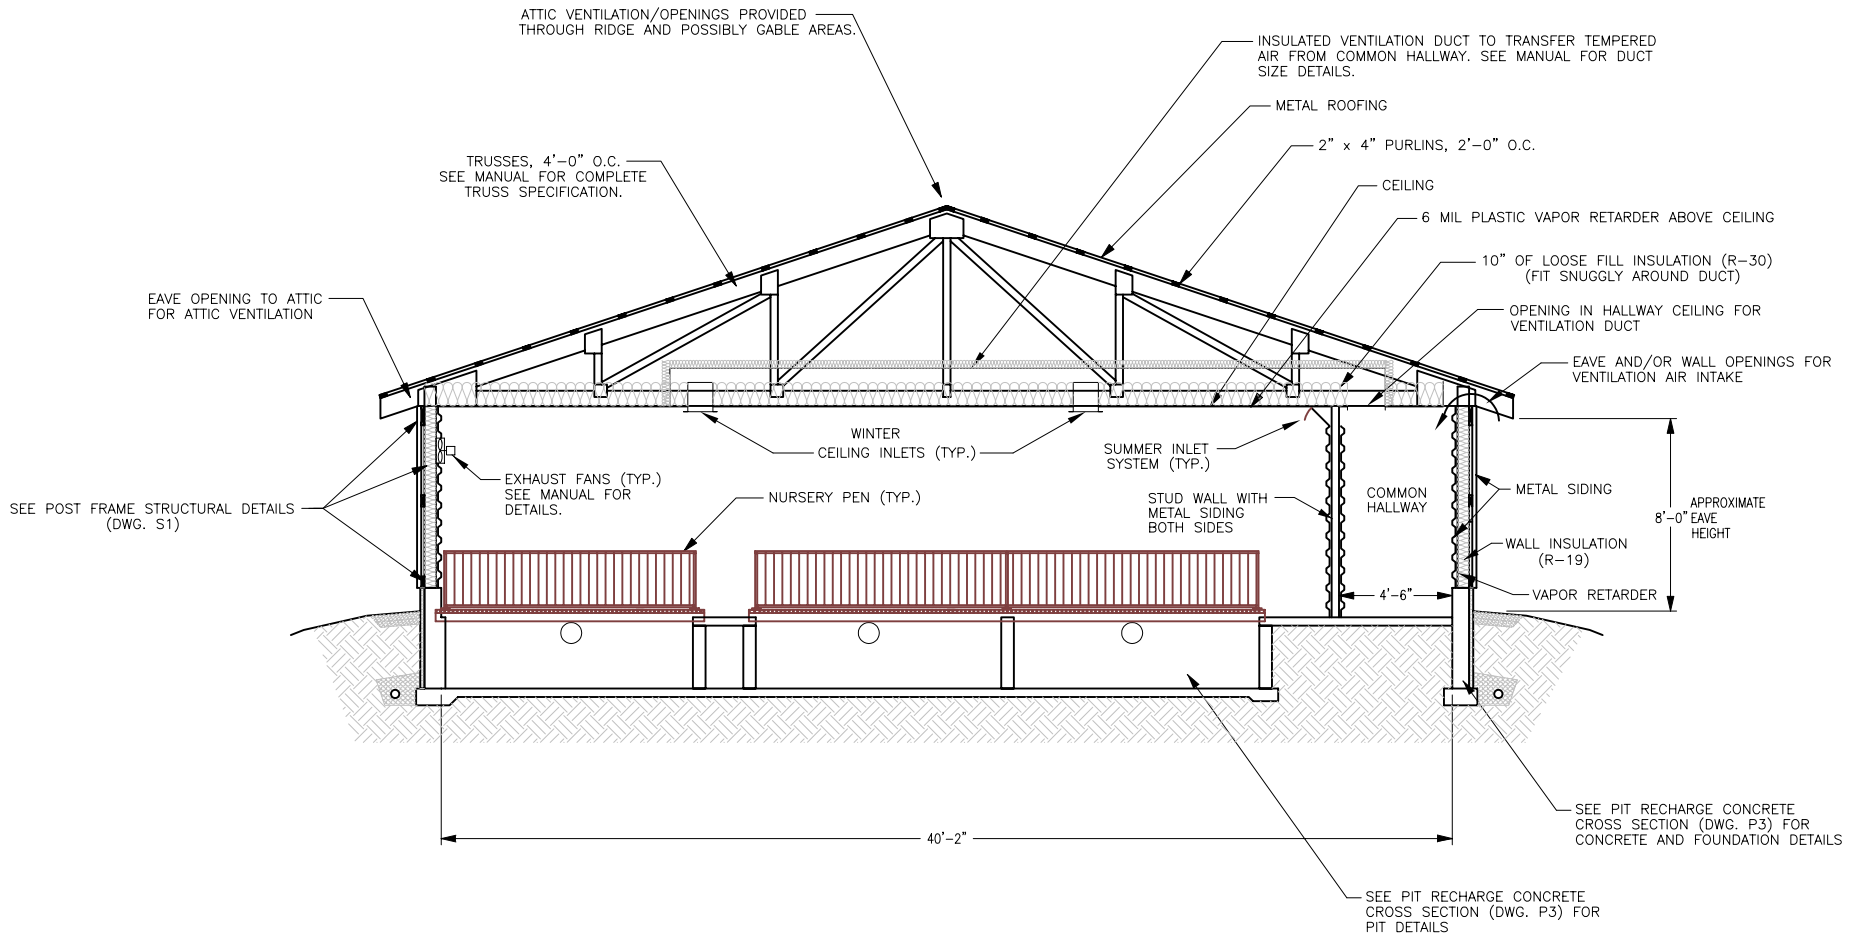 ATTIC VENTILATION/OPENINGS PROVIDED
THROUGH RIDGE AND POSSIBLY GABLE AREAS.
INSULATED VENTILATION DUCT TO TRANSFER TEMPERED
AIR FROM COMMON HALLWAY. SEE MANUAL FOR DUCT
SIZE DETAILS.
METAL ROOFING
2" x 4" PURLINS, 2'-0" O.C.
TRUSSES, 4'-0" O.C.
SEE MANUAL FOR COMPLETE
TRUSS SPECIFICATION.
CEILING
6 MIL PLASTIC VAPOR RETARDER ABOVE CEILING
10" OF LOOSE FILL INSULATION (R-30)
(FIT SNUGGLY AROUND DUCT)
EAVE OPENING TO ATTIC
FOR ATTIC VENTILATION
OPENING IN HALLWAY CEILING FOR
VENTILATION DUCT
EAVE AND/OR WALL OPENINGS FOR
VENTILATION AIR INTAKE
WINTER
CEILING INLETS (TYP.)
SUMMER INLET
SYSTEM (TYP.)
EXHAUST FANS (TYP.)
SEE MANUAL FOR
DETAILS.
NURSERY PEN (TYP.)
STUD WALL WITH
METAL SIDING
BOTH SIDES
COMMON
HALLWAY
METAL SIDING
8'-0"
APPROXIMATE
EAVE
HEIGHT
SEE POST FRAME STRUCTURAL DETAILS
(DWG. S1)
WALL INSULATION
(R-19)
4'-6"
VAPOR RETARDER
40'-2"
SEE PIT RECHARGE CONCRETE
CROSS SECTION (DWG. P3) FOR
CONCRETE AND FOUNDATION DETAILS
SEE PIT RECHARGE CONCRETE
CROSS SECTION (DWG. P3) FOR
PIT DETAILS